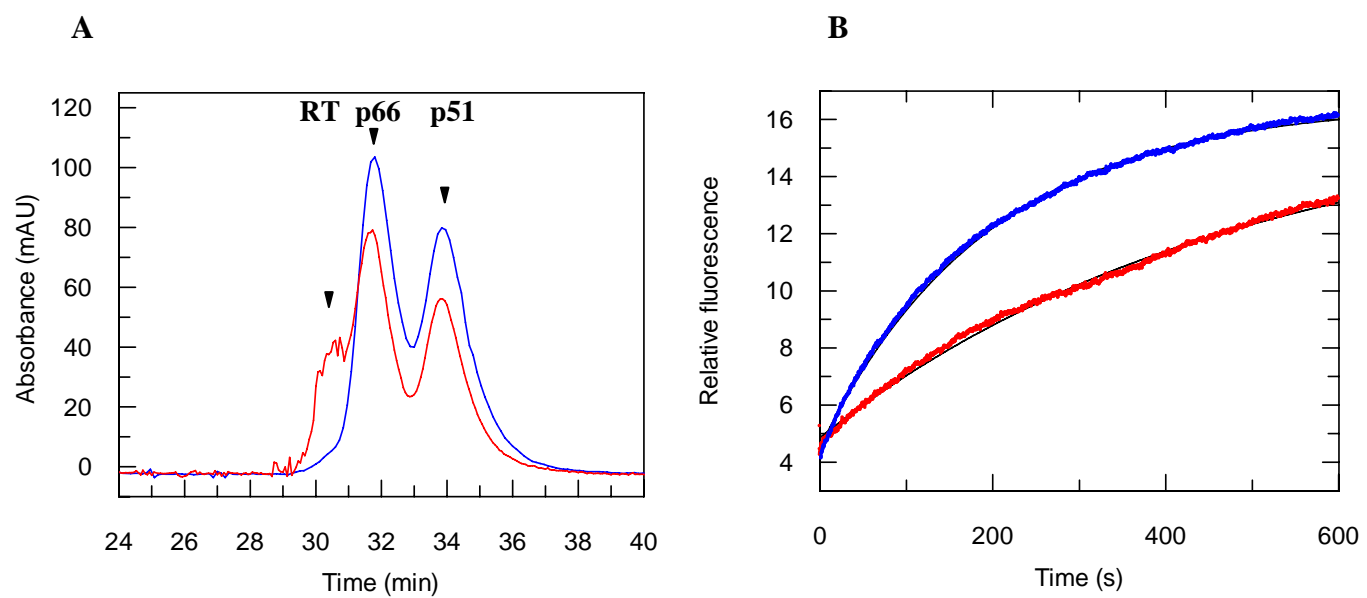 A
B
RT p66 p51
120
100
80
60
40
20
0
Absorbance (mAU)
24 26 28 30 32 34 36 38 40
Time (min)
16
14
12
10
8
6
4
Relative fluorescence
0 200 400 600
Time (s)